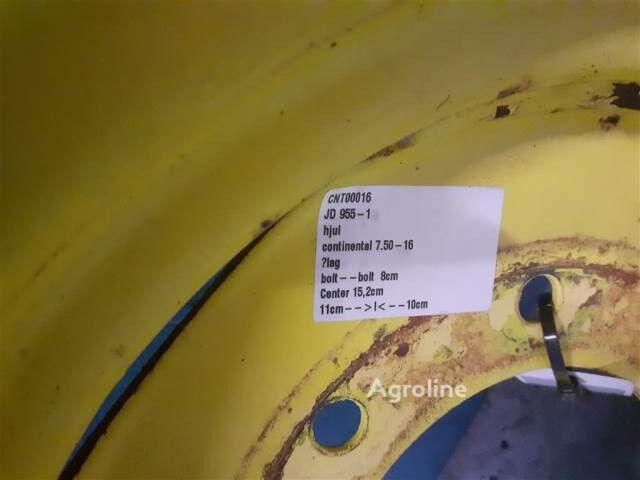 CNT00016
JD 955-1
hjul
continental 7.50-16
?lag
bolt--bolt 8cm
Center 15,2cm
11cm-->I<--10cm
Agroline